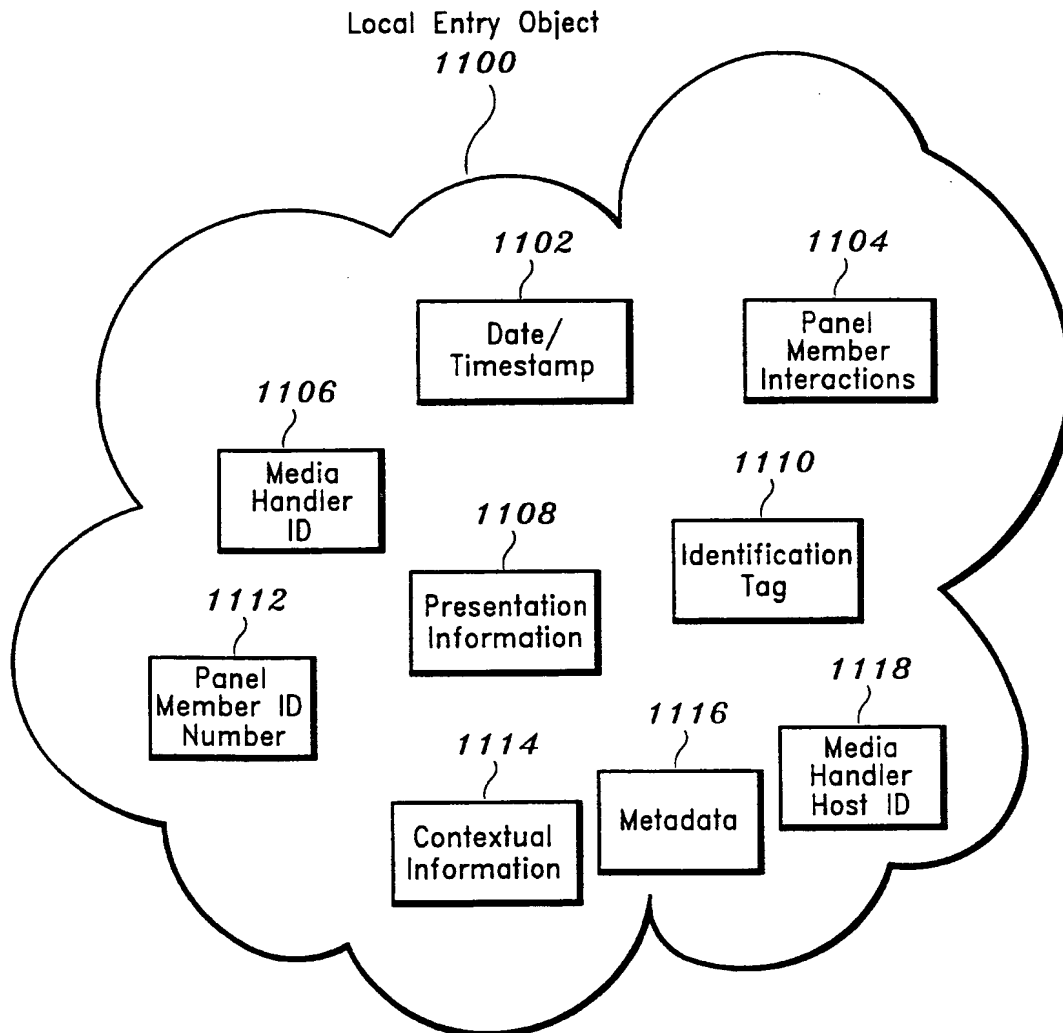 Local Entry Object
1100
1102
Date/
Timestamp
1104
Panel
Member
Interactions
1106
Media
Handler
ID
1108
Presentation
Information
1110
Identification
Tag
1112
Panel
Member ID
Number
1114
Contextual
Information
1116
Metadata
1118
Media
Handler
Host ID